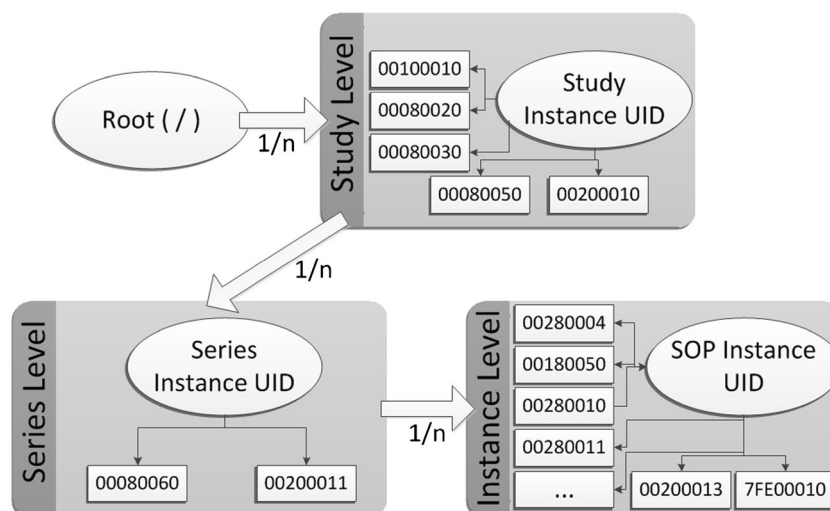 Root ( / )
1/n
Study Level
00100010
00080020
00080030
00080050
00200010
Study
Instance UID
1/n
Series Level
Series
Instance UID
00080060
00200011
1/n
Instance Level
00280004
00180050
00280010
00280011
...
SOP Instance
UID
00200013
7FE00010